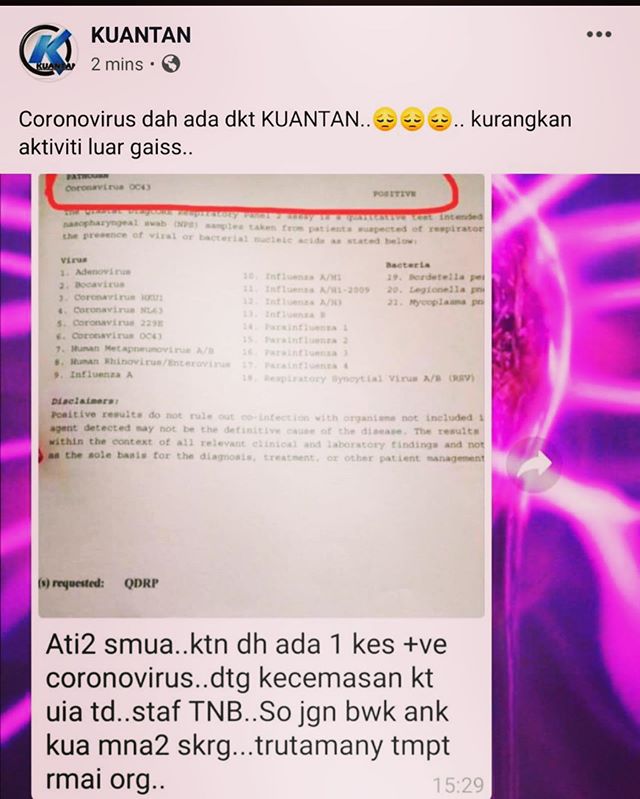 KUANTAN
2 mins
KUANTAN
Coronovirus dah ada dkt KUANTAN..😔😔😔.. kurangkan
aktiviti luar gaiss..
PATHOGEN
Coronavirus OC43 POSITIVE
Respiratory Panel 2 assay is a qualitative test intended
nasopharyngeal swab (NPS) samples taken from patients suspected of respirator
the presence of viral or bacterial nucleic acids as stated below:
Virus
1. Adenovirus
2. Bocavirus
3. Coronavirus HKU1
4. Coronavirus NL63
5. Coronavirus 229E
6. Coronavirus OC43
7. Human Metapneumovirus A/B
8. Human Rhinovirus/Enterovirus
9. Influenza A
10. Influenza A/H1
11. Influenza A/H1-2009
12. Influenza A/H3
13. Influenza B
14. Parainfluenza 1
15. Parainfluenza 2
16. Parainfluenza 3
17. Parainfluenza 4
18. Respiratory Syncytial Virus A/B (RSV)
Bacteria
19. Bordetella per
20. Legionella pn
21. Mycoplasma pn
Disclaimers:
Positive results do not rule out co-infection with organisms not included i
agent detected may not be the definitive cause of the disease. The results
within the context of all relevant clinical and laboratory findings and not
as the sole basis for the diagnosis, treatment, or other patient management
(s) requested: QDRP
Ati2 smua..ktn dh ada 1 kes +ve
coronovirus..dtg kecemasan kt
uia td..staf TNB..So jgn bwk ank
kua mna2 skrg...trutamany tmpt
rmai org..
15:29